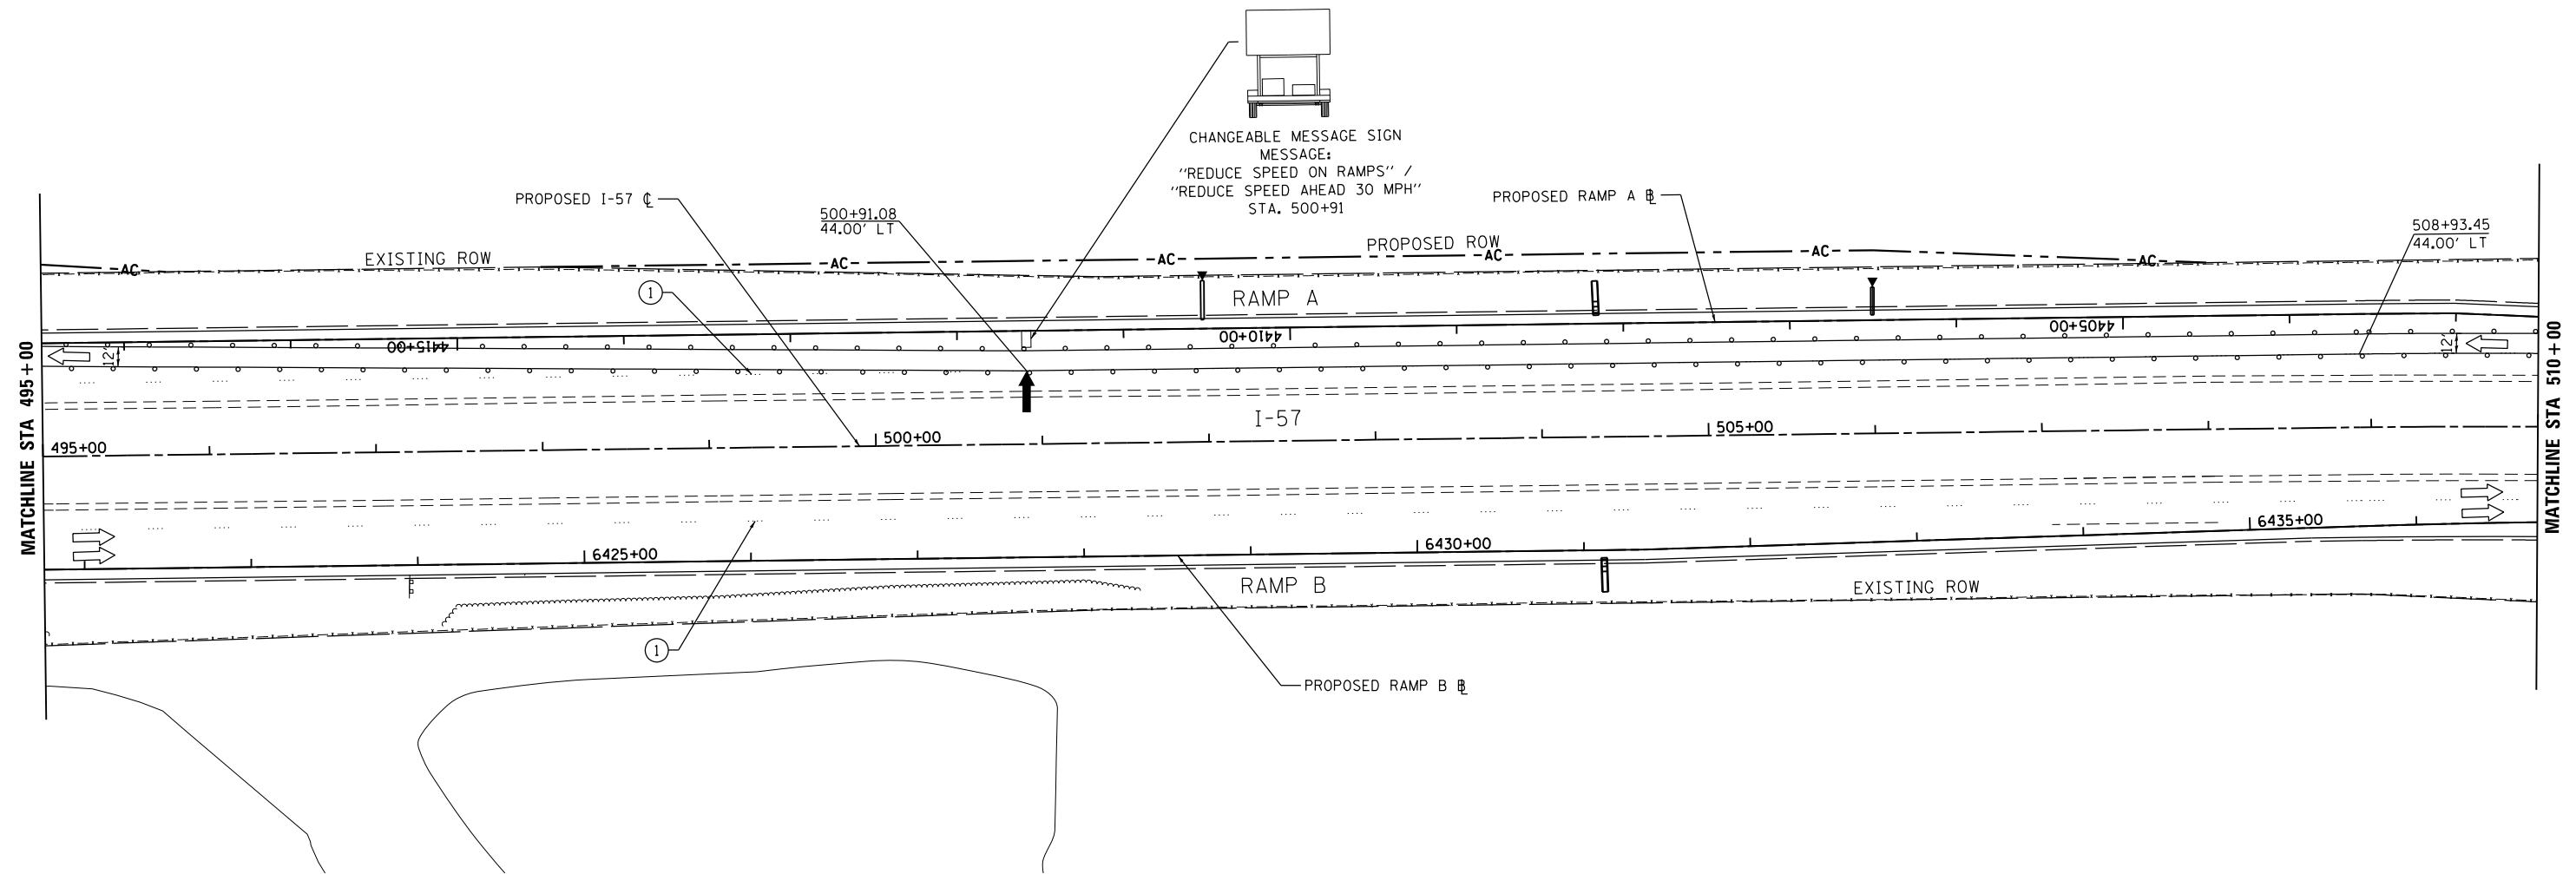 CHANGEABLE MESSAGE SIGN
MESSAGE:
"REDUCE SPEED ON RAMPS" /
"REDUCE SPEED AHEAD 30 MPH"
STA. 500+91
PROPOSED I-57 ℄
500+91.08
44.00' LT
PROPOSED RAMP A BL
508+93.45
44.00' LT
EXISTING ROW
PROPOSED ROW
AC
AC
AC
AC
AC
AC
1
RAMP A
4415+00
4410+00
4405+00
12'
12'
MATCHLINE STA 495+00
MATCHLINE STA 510+00
I-57
495+00
500+00
505+00
6425+00
6430+00
6435+00
RAMP B
EXISTING ROW
1
PROPOSED RAMP B BL